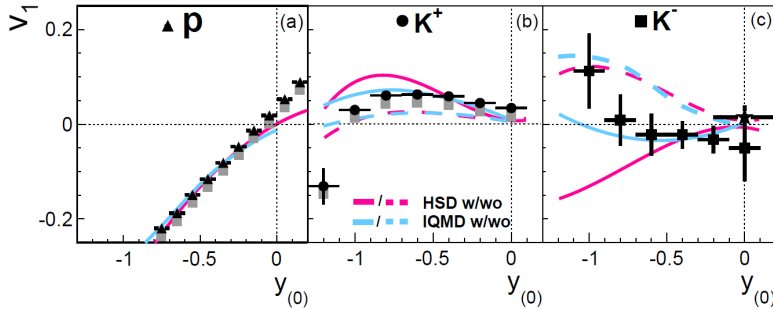 v1
0.2
0
-0.2
p
(a)
K+
(b)
K-
(c)
HSD w/wo
IQMD w/wo
-1 -0.5 0
-1 -0.5 0
-1 -0.5 0
y(0)
y(0)
y(0)